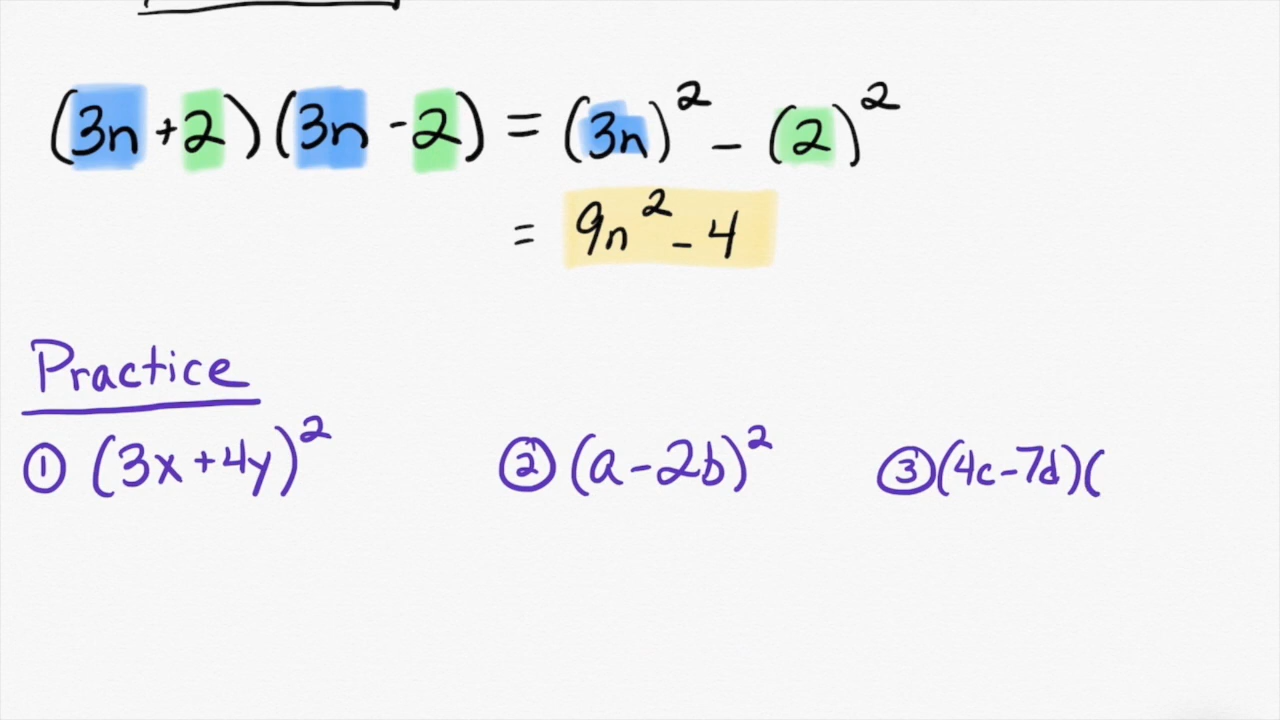 (3n + 2)(3n - 2) = (3n)² - (2)²
= 9n² - 4
Practice
① (3x + 4y)² ② (a - 2b)² ③ (4c - 7d)(